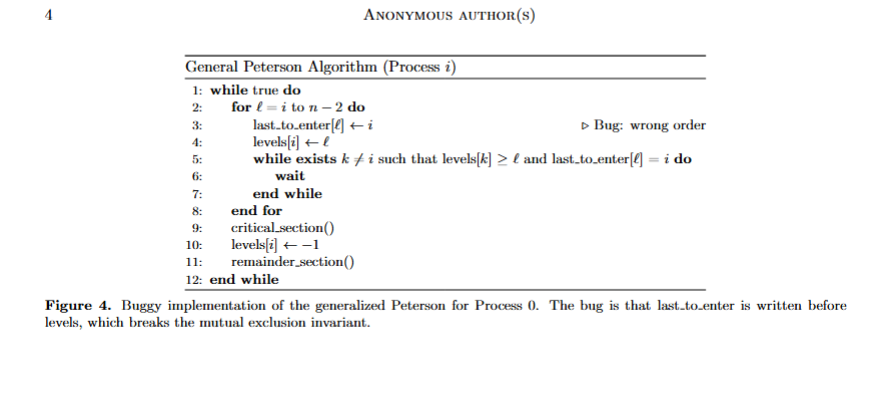 4
Anonymous author(s)
General Peterson Algorithm (Process i)
1: while true do
2: for ℓ = i to n − 2 do
3: last_to_enter[ℓ] ← i ▷ Bug: wrong order
4: levels[i] ← ℓ
5: while exists k ≠ i such that levels[k] ≥ ℓ and last_to_enter[ℓ] = i do
6: wait
7: end while
8: end for
9: critical_section()
10: levels[i] ← −1
11: remainder_section()
12: end while
Figure 4. Buggy implementation of the generalized Peterson for Process 0. The bug is that last_to_enter is written before
levels, which breaks the mutual exclusion invariant.